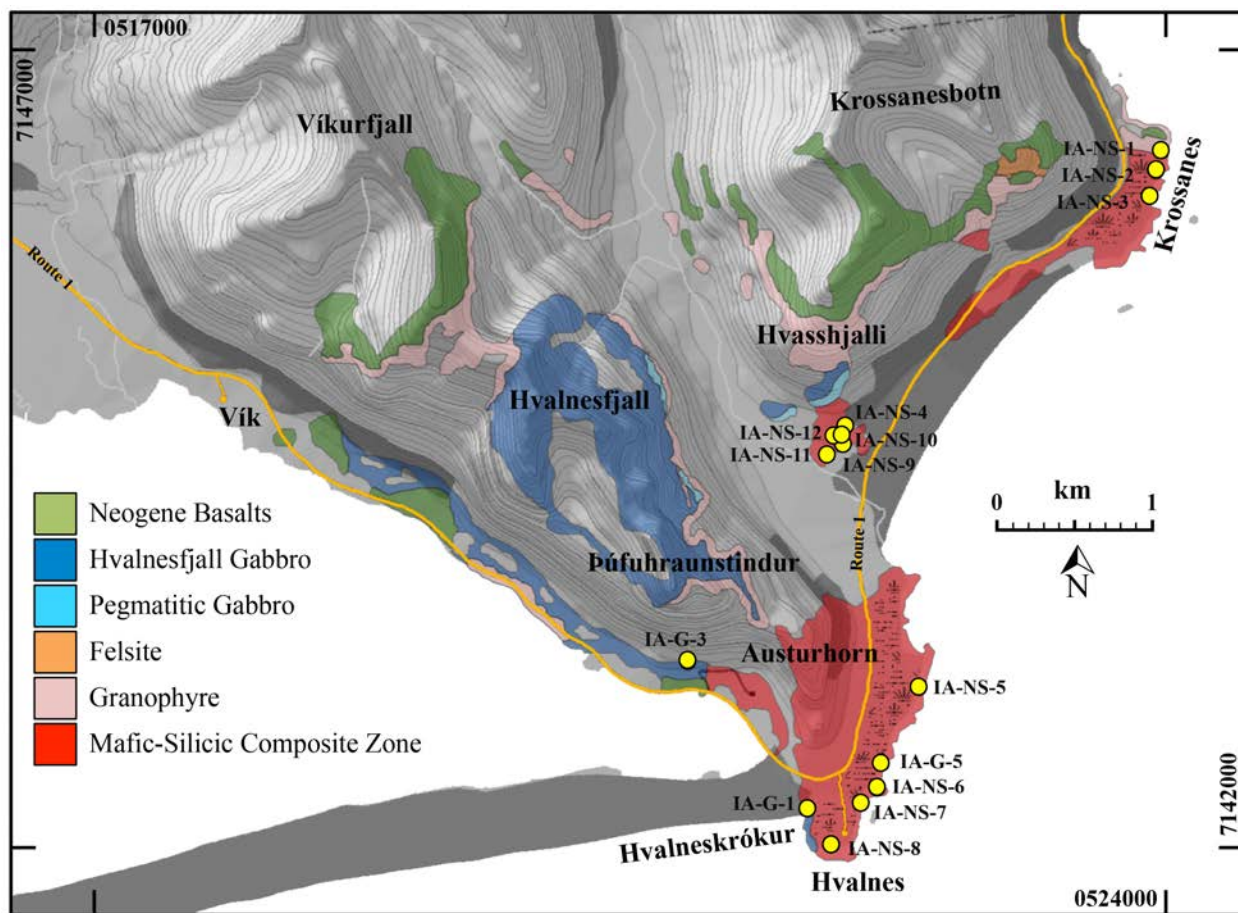 0517000
7147000
Krossanesbotn
Víkurfjall
IA-NS-1
IA-NS-2
IA-NS-3
Krossanes
Route 1
Hvasshjalli
Hvalnesfjall
Vík
IA-NS-4
IA-NS-12
IA-NS-10
IA-NS-11
IA-NS-9
0 km 1
N
Neogene Basalts
Hvalnesfjall Gabbro
Pegmatitic Gabbro
Felsite
Granophyre
Mafic-Silicic Composite Zone
Route 1
Þúfuhraunstindur
IA-G-3
Austurhorn
IA-NS-5
IA-G-5
IA-NS-6
IA-G-1
IA-NS-7
Hvalneskrókur
IA-NS-8
Hvalnes
7142000
0524000